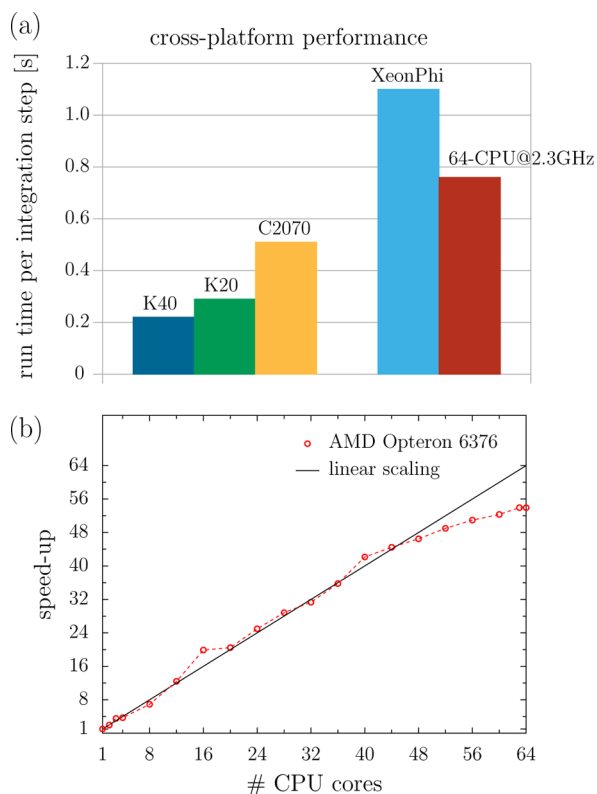 (a)
cross-platform performance
run time per integration step [s]
1.2
1.0
0.8
0.6
0.4
0.2
0
K40
K20
C2070
XeonPhi
64-CPU@2.3GHz
(b)
AMD Opteron 6376
linear scaling
speed-up
64
56
48
40
32
24
16
8
1
1 8 16 24 32 40 48 56 64
# CPU cores